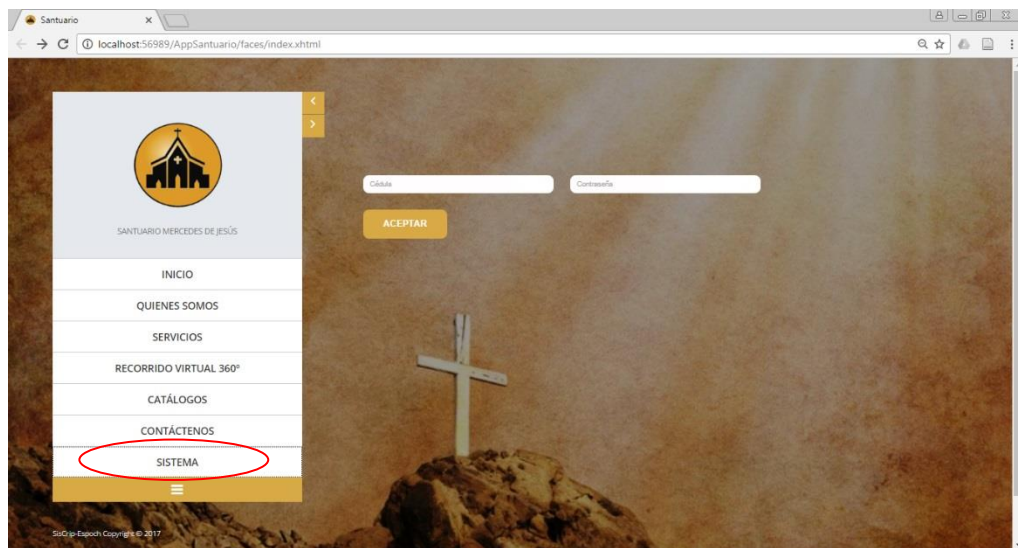 Santuario
localhost:56989/AppSantuario/faces/index.xhtml
SANTUARIO MERCEDES DE JESÚS
Cédula
Contraseña
ACEPTAR
INICIO
QUIENES SOMOS
SERVICIOS
RECORRIDO VIRTUAL 360º
CATÁLOGOS
CONTÁCTENOS
SISTEMA
SisCrip-Espoch Copyright © 2017